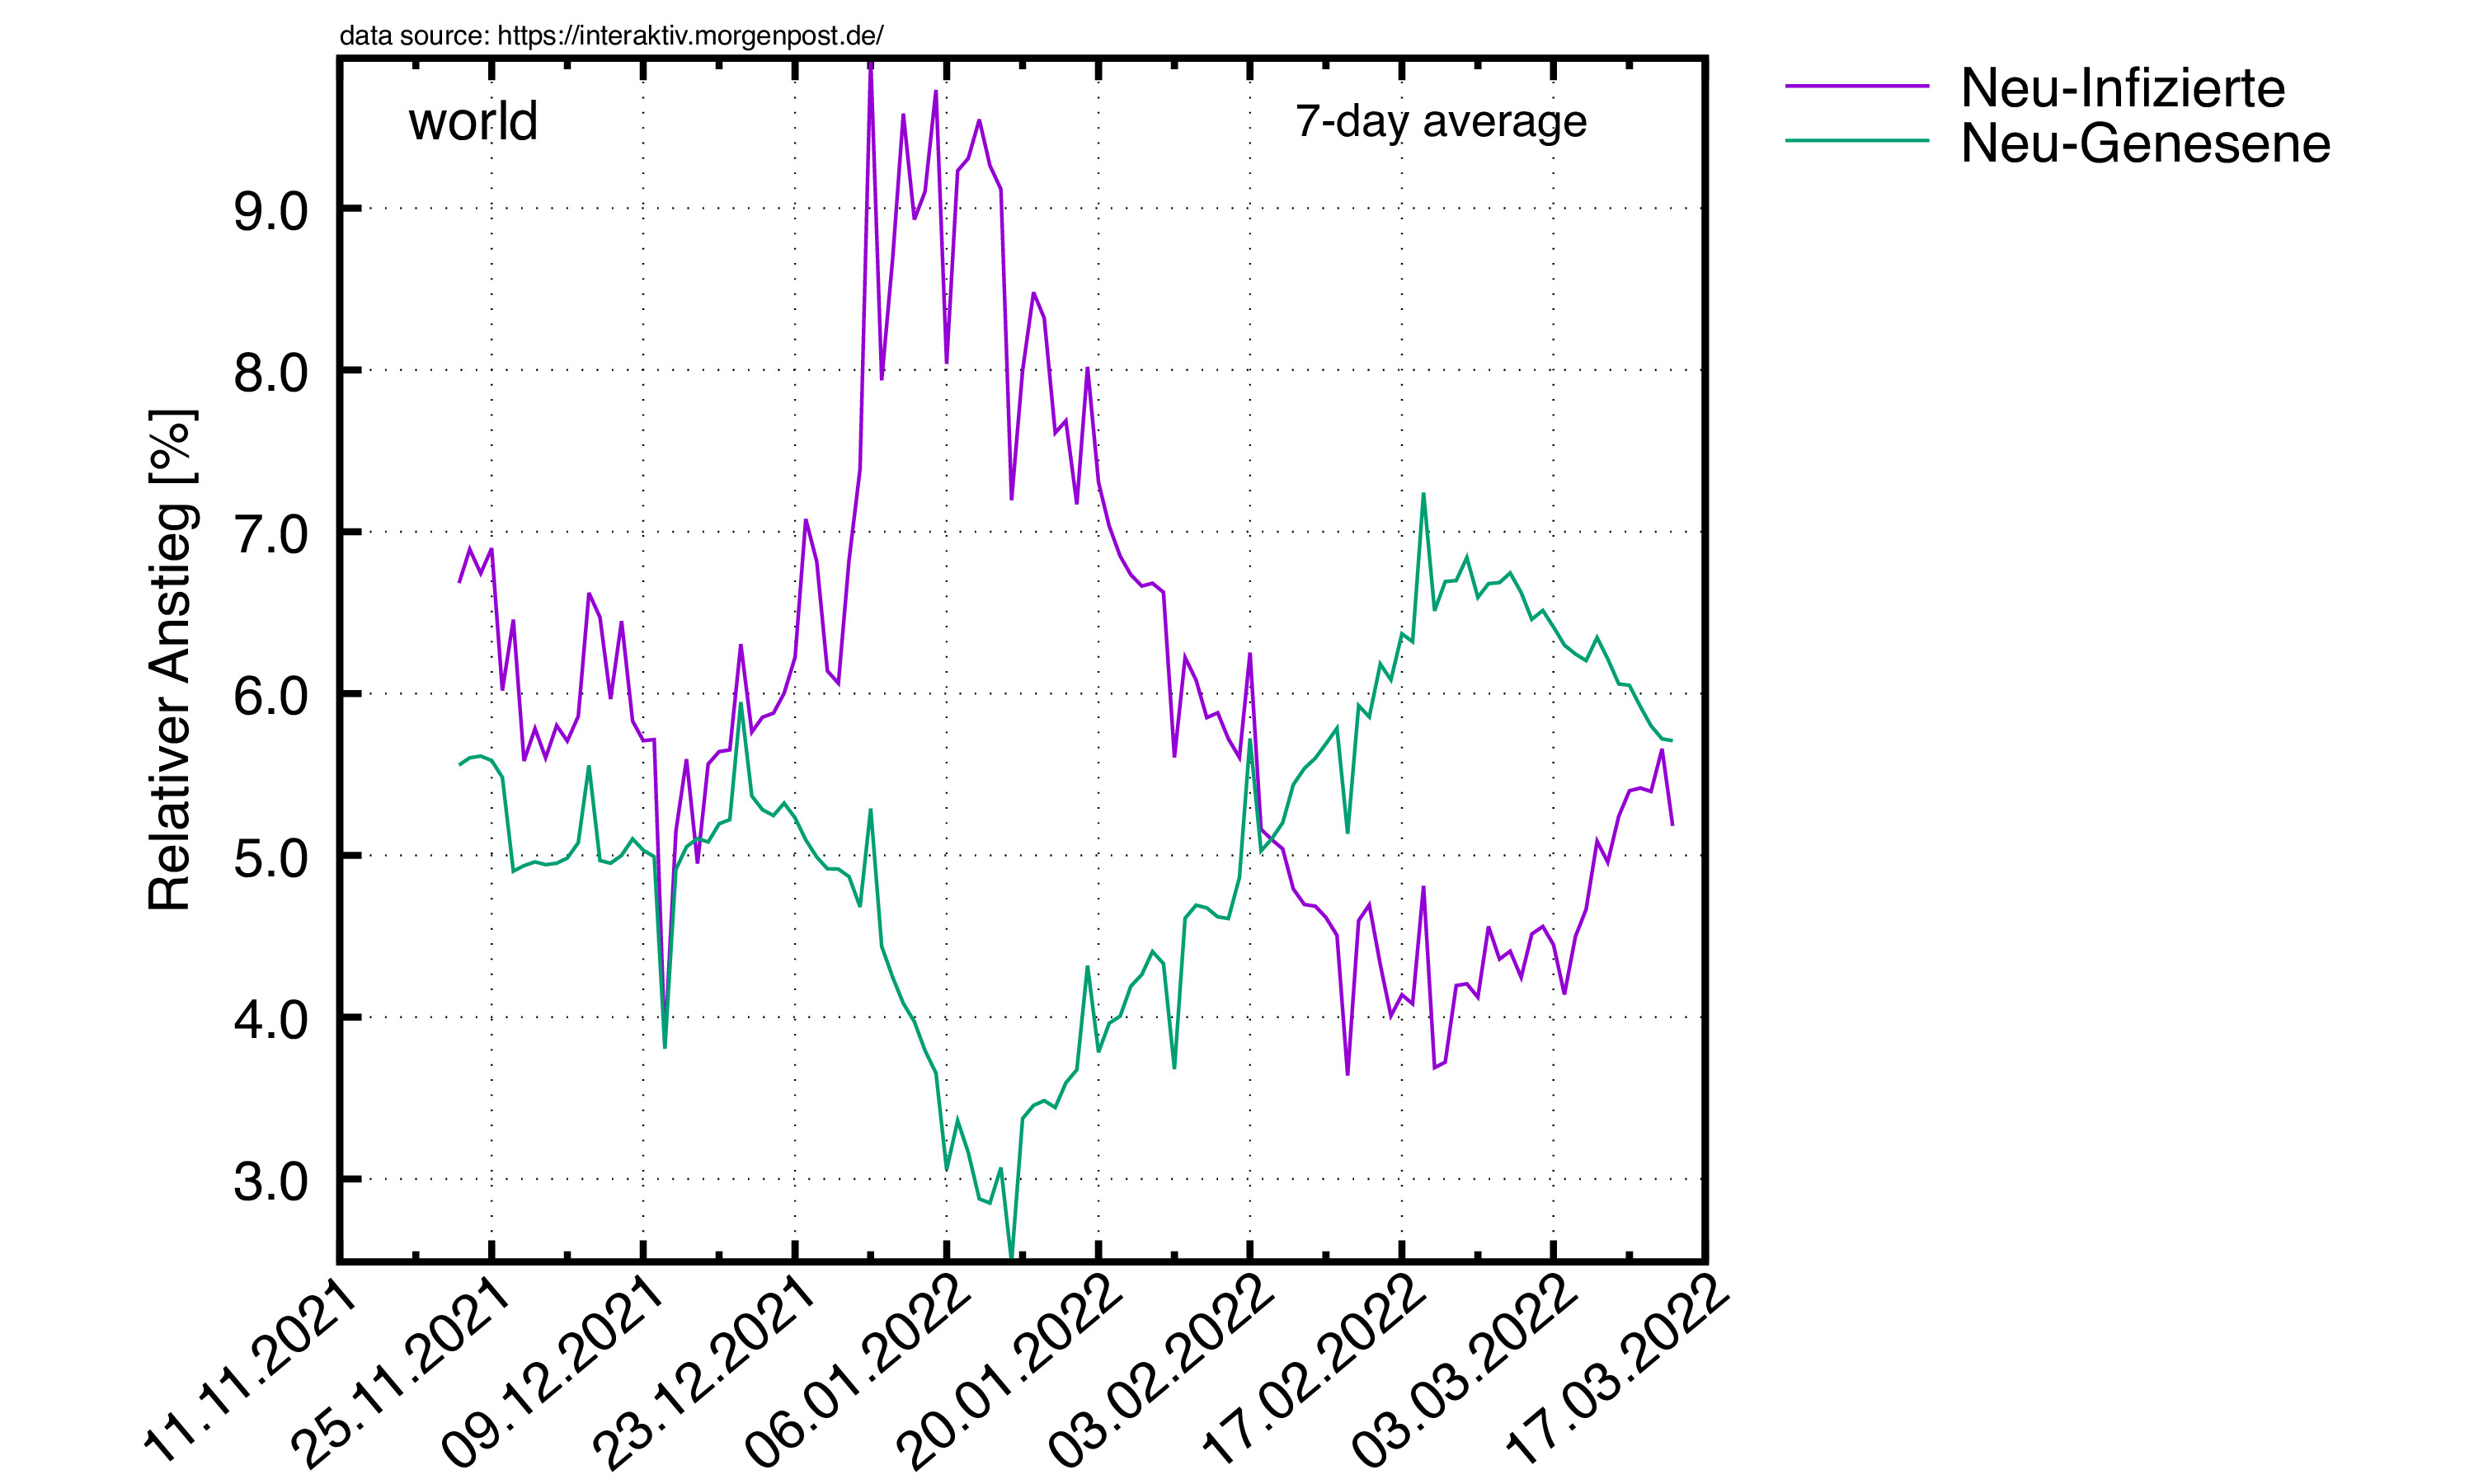 data source: https://interaktiv.morgenpost.de/
world
7-day average
Neu-Infizierte
Neu-Genesene
Relativer Anstieg [%]
9.0
8.0
7.0
6.0
5.0
4.0
3.0
11.11.2021
25.11.2021
09.12.2021
23.12.2021
06.01.2022
20.01.2022
03.02.2022
17.02.2022
03.03.2022
17.03.2022